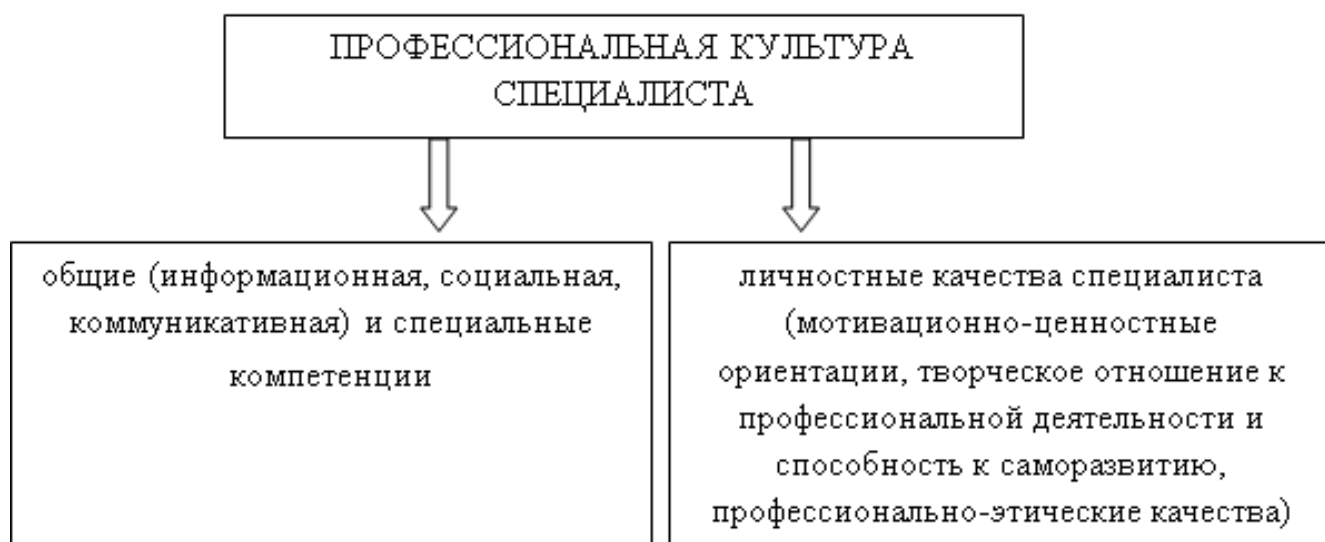 ПРОФЕССИОНАЛЬНАЯ КУЛЬТУРА
СПЕЦИАЛИСТА
общие (информационная, социальная,
коммуникативная) и специальные
компетенции
личностные качества специалиста
(мотивационно-ценностные
ориентации, творческое отношение к
профессиональной деятельности и
способность к саморазвитию,
профессионально-этические качества)